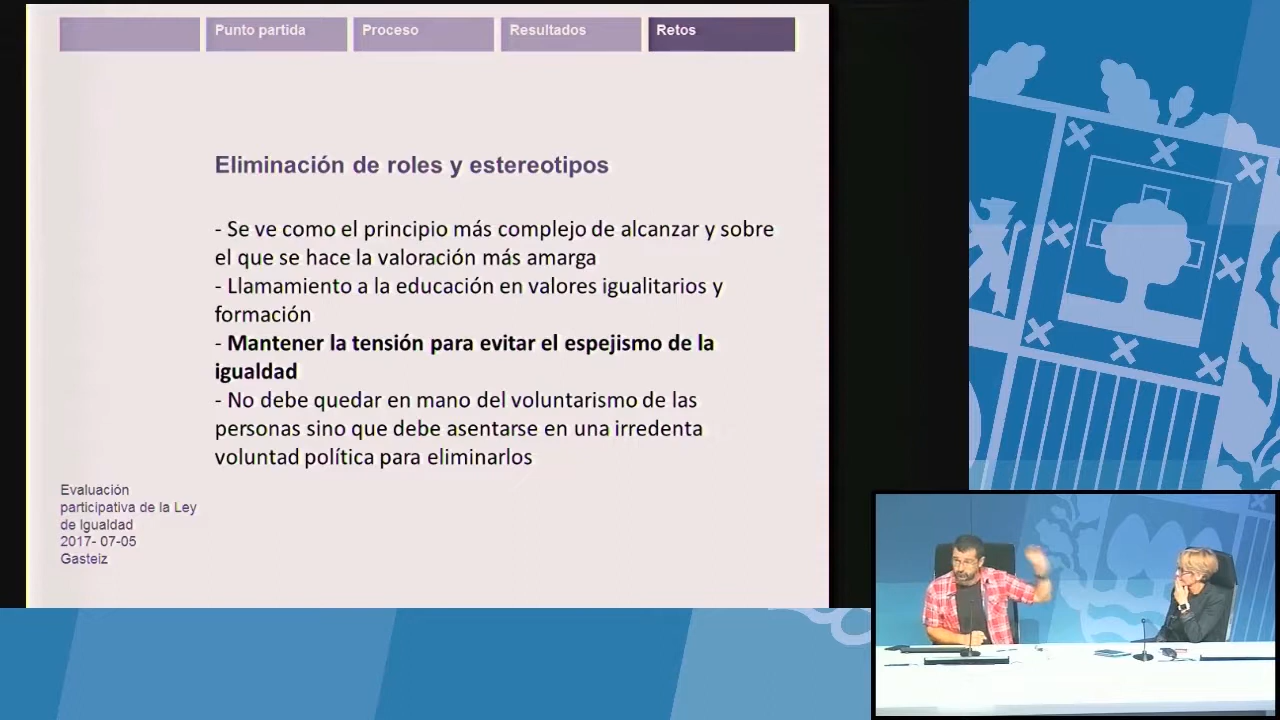 Punto partida
Proceso
Resultados
Retos
Eliminación de roles y estereotipos
- Se ve como el principio más complejo de alcanzar y sobre
el que se hace la valoración más amarga
- Llamamiento a la educación en valores igualitarios y
formación
- Mantener la tensión para evitar el espejismo de la
igualdad
- No debe quedar en mano del voluntarismo de las
personas sino que debe asentarse en una irredenta
voluntad política para eliminarlos
Evaluación
participativa de la Ley
de Igualdad
2017- 07-05
Gasteiz